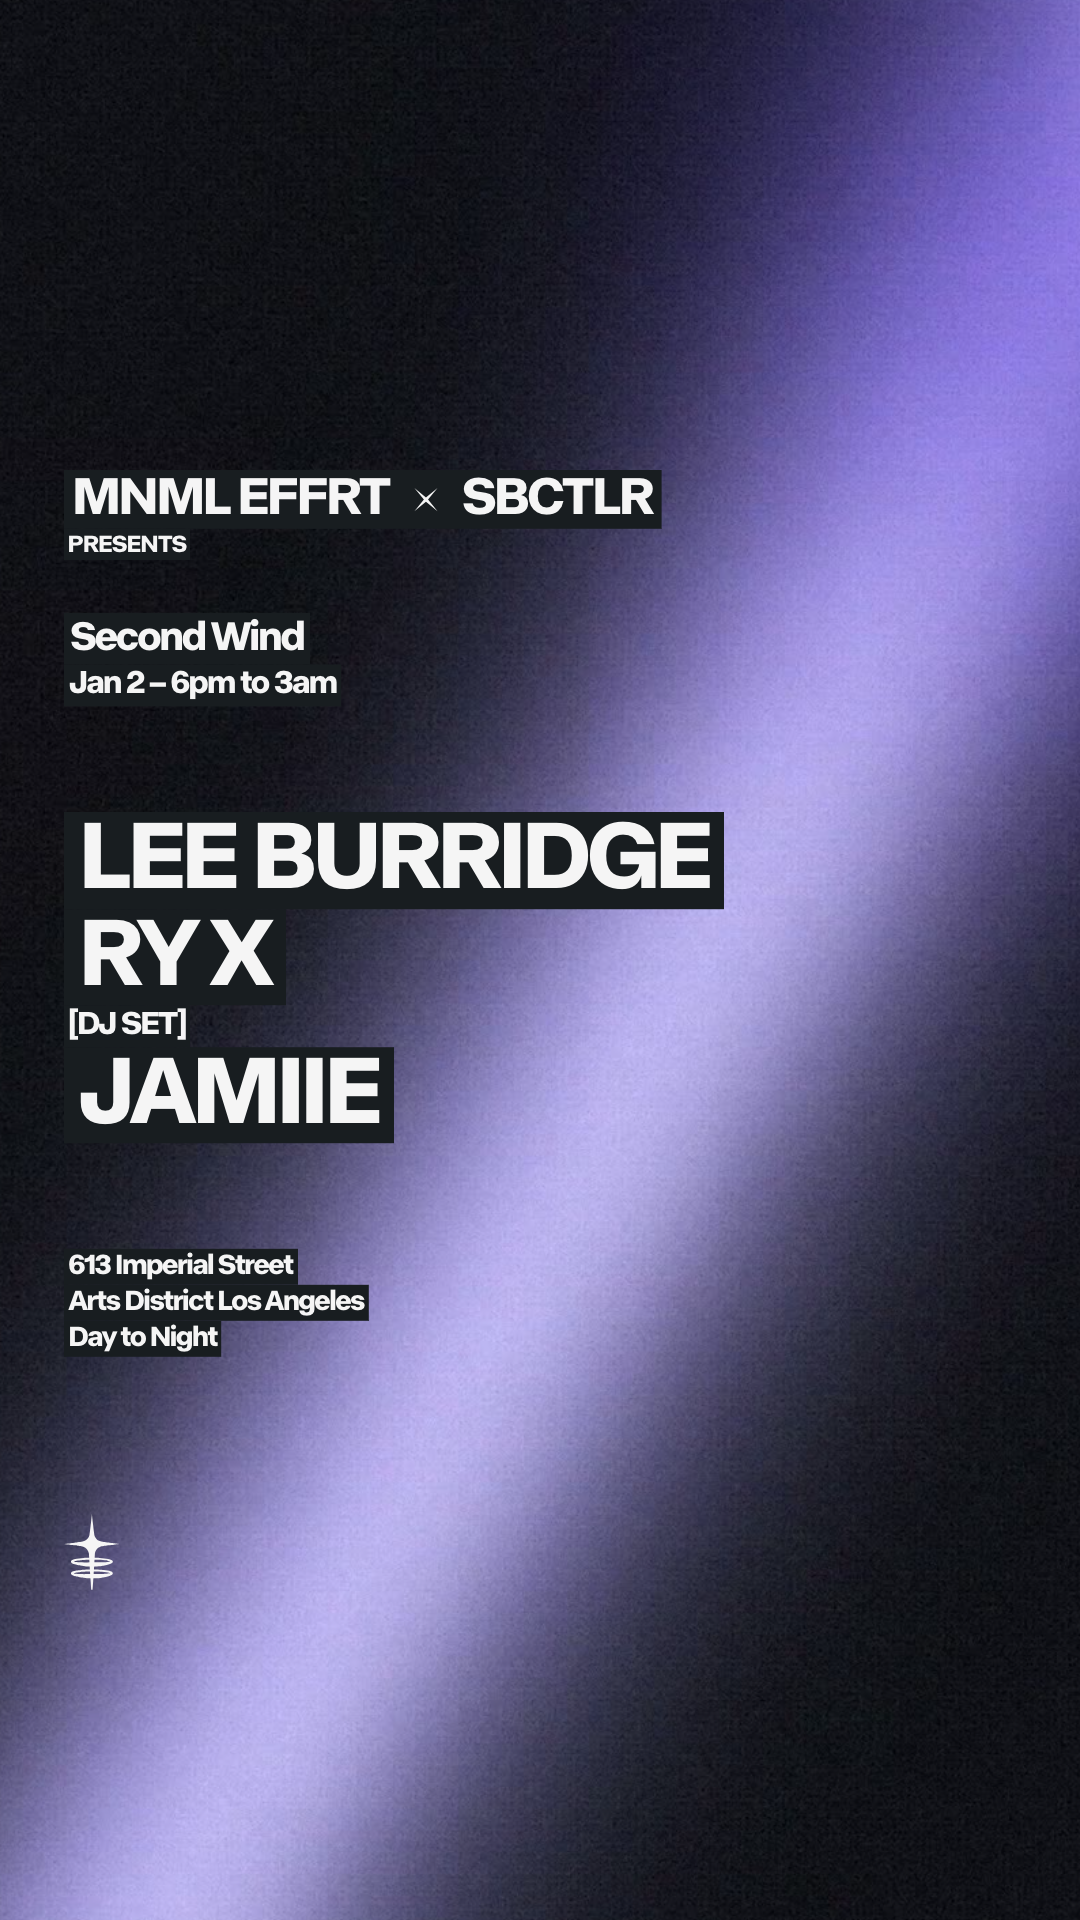 MNML EFFRT × SBCTLR
PRESENTS
Second Wind
Jan 2 – 6pm to 3am
LEE BURRIDGE
RY X
[DJ SET]
JAMIIE
613 Imperial Street
Arts District Los Angeles
Day to Night